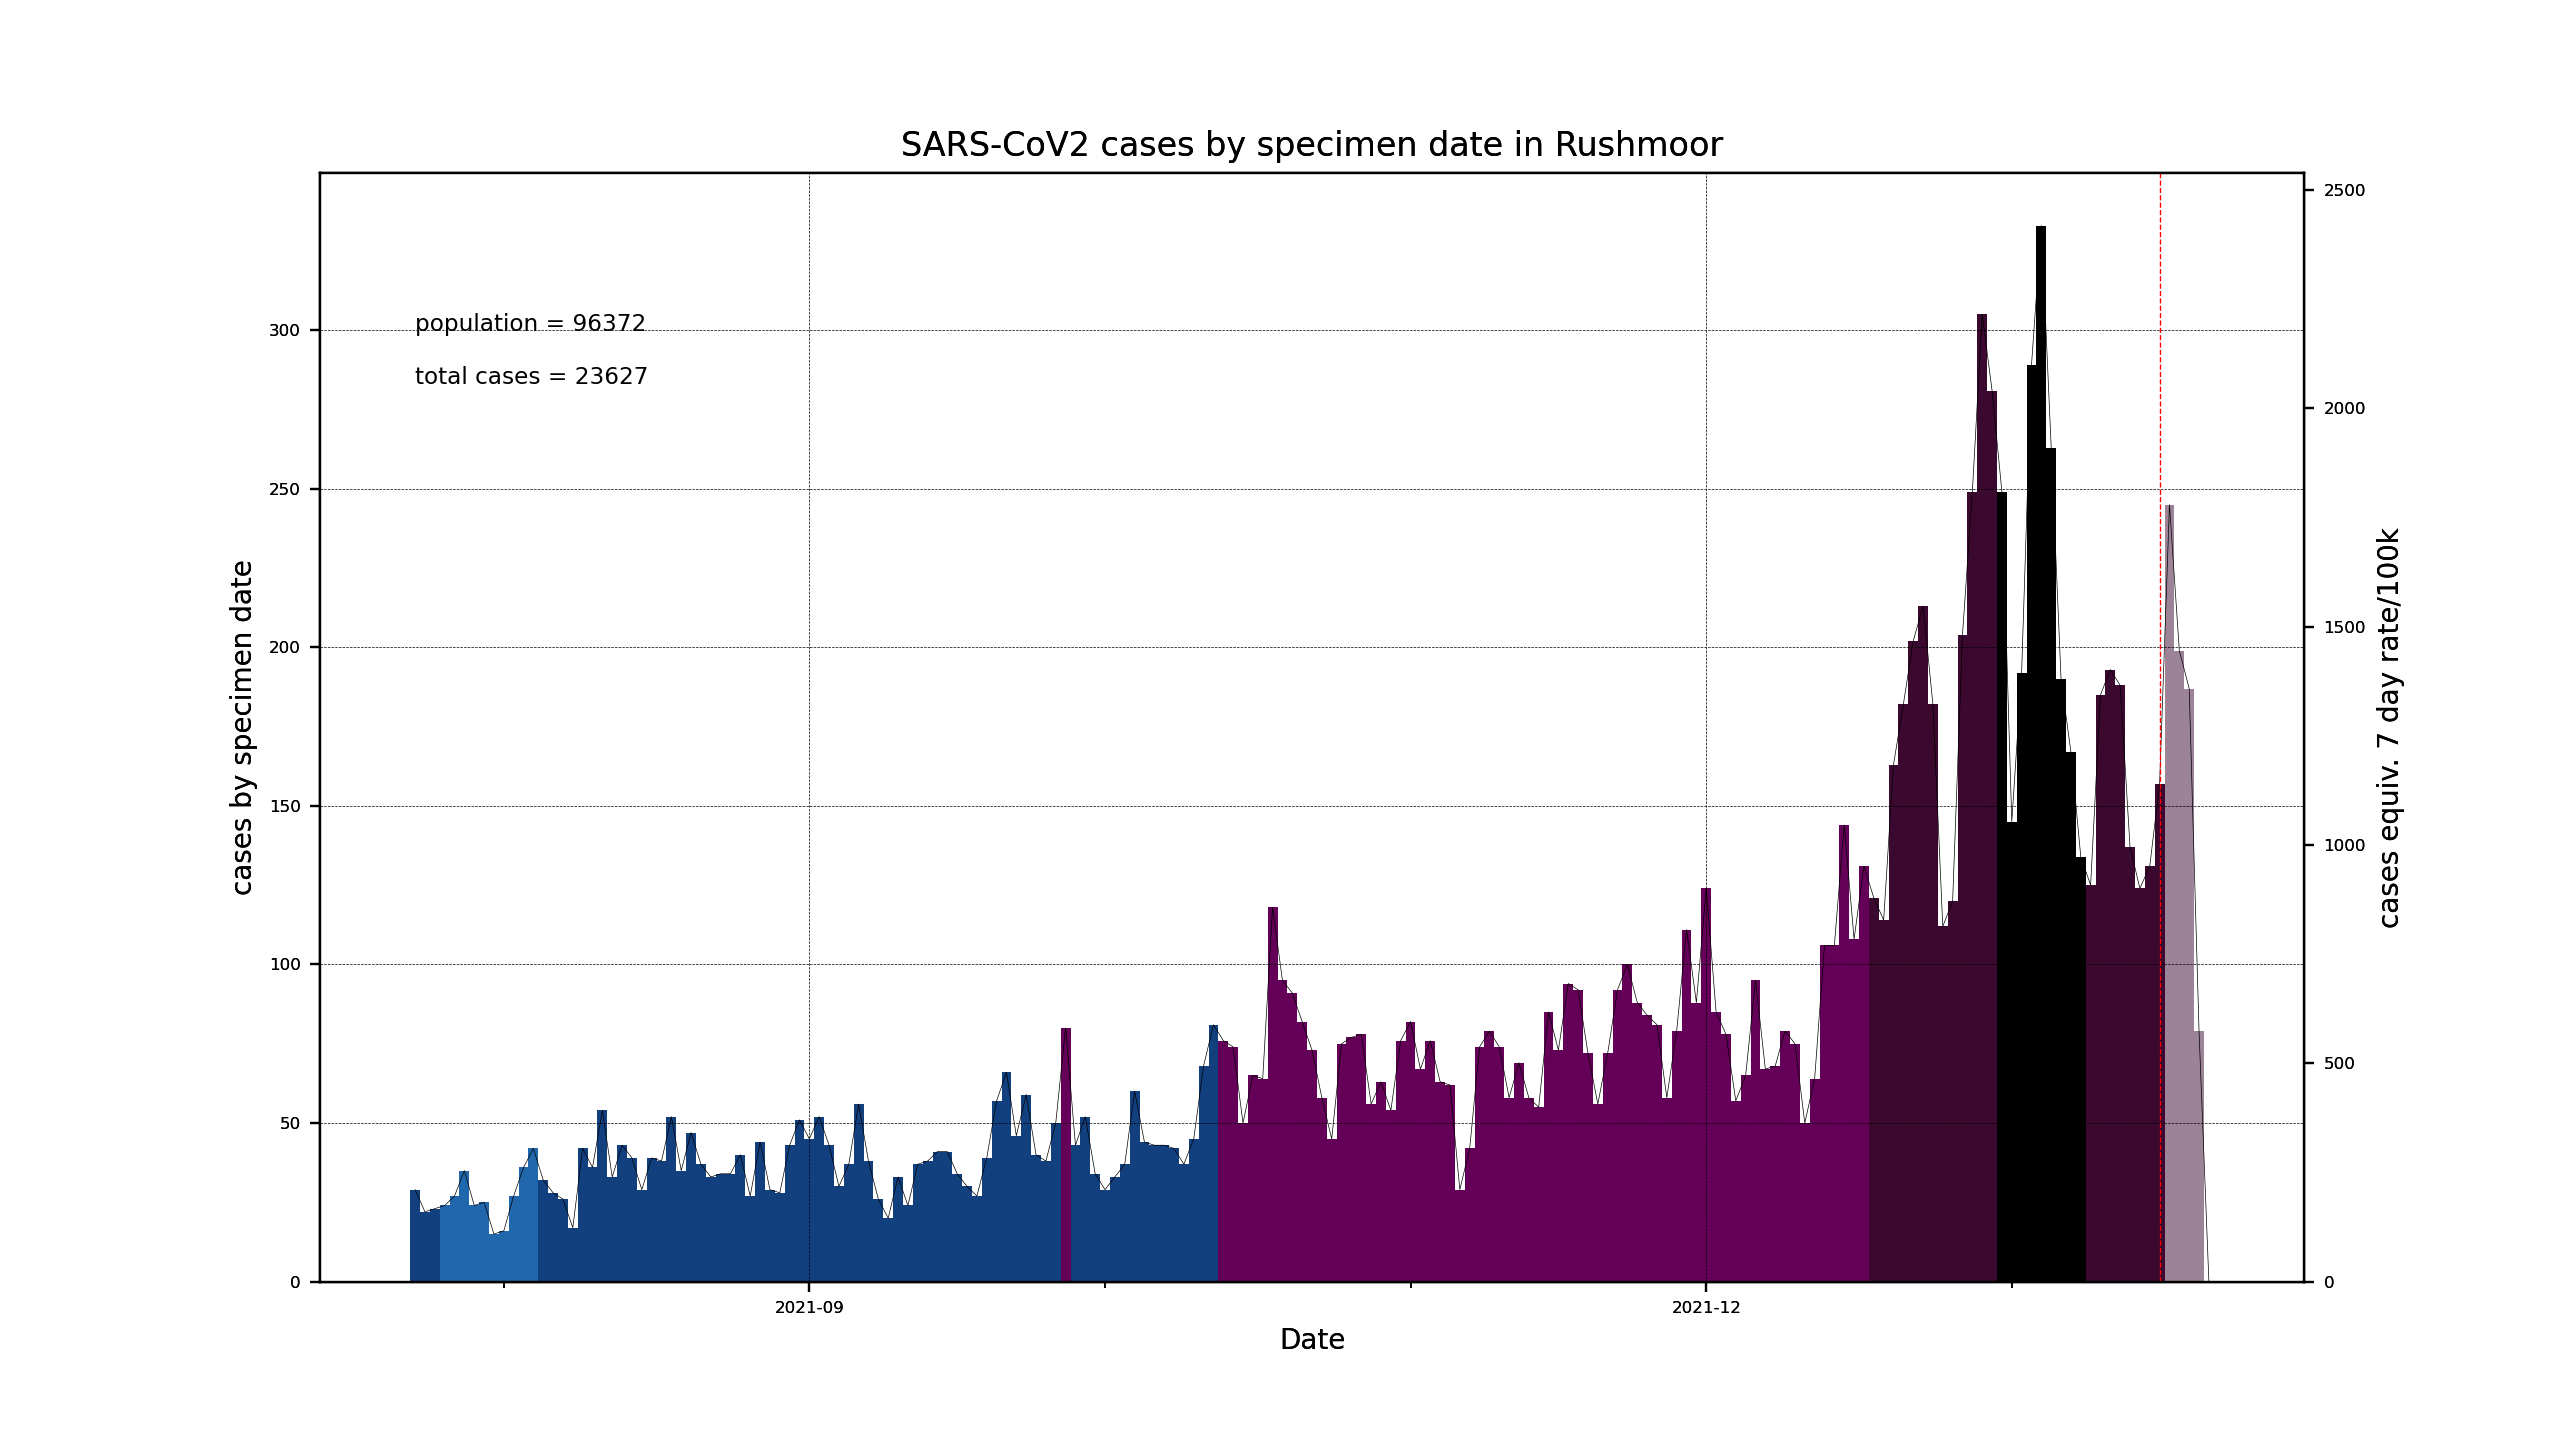 SARS-CoV2 cases by specimen date in Rushmoor
population = 96372
total cases = 23627
cases by specimen date
300
250
200
150
100
50
0
2021-09
2021-12
Date
2500
2000
1500
1000
500
0
cases equiv. 7 day rate/100k